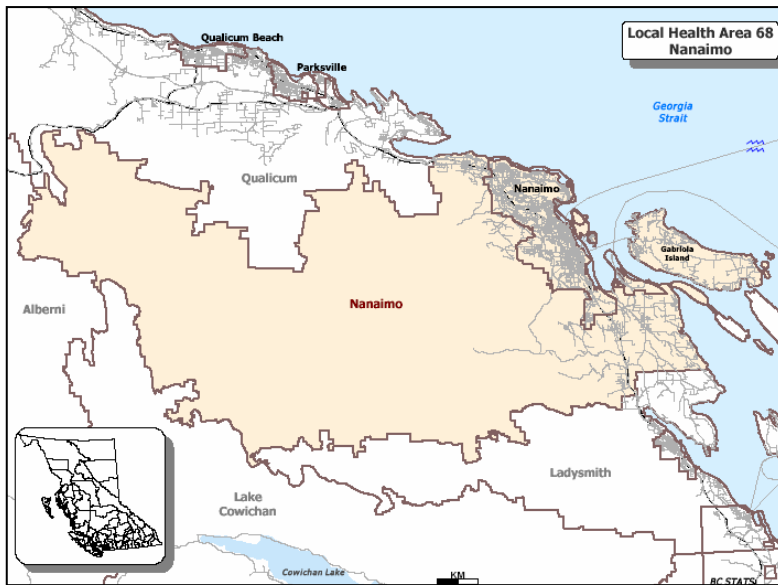 Local Health Area 68
Nanaimo
Qualicum Beach
Parksville
Georgia
Strait
Qualicum
Nanaimo
Gabriola
Island
Nanaimo
Alberni
Ladysmith
Lake
Cowichan
Cowichan Lake
KM
BC STATS